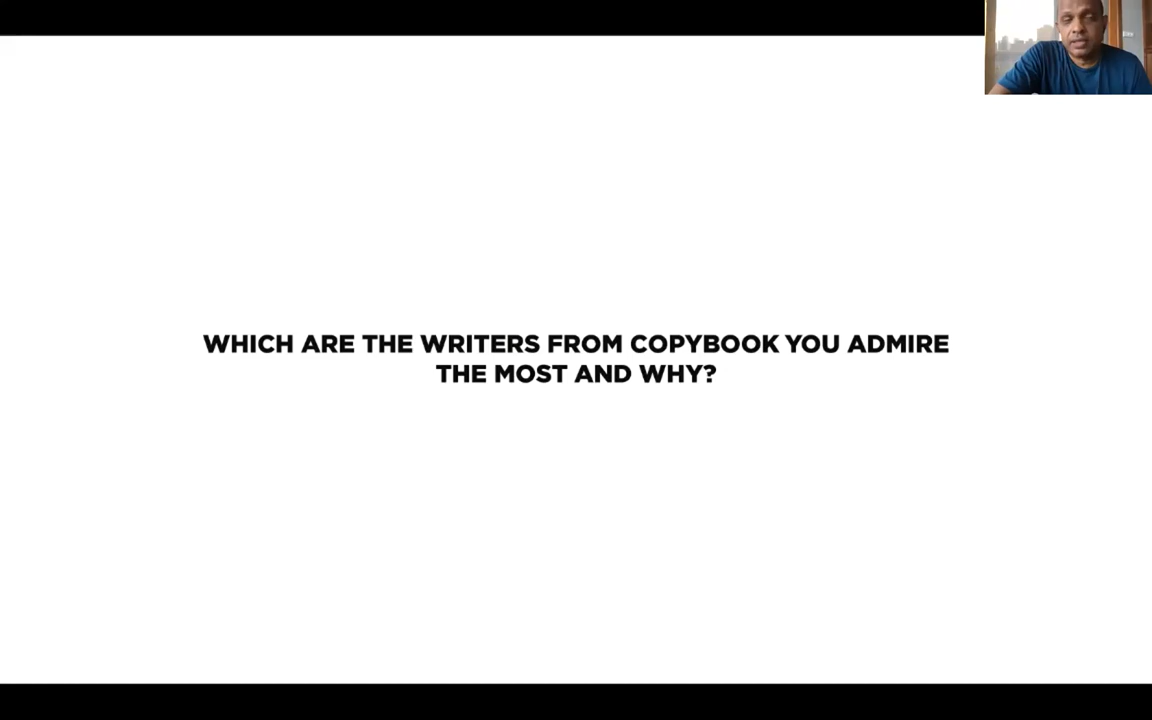 WHICH ARE THE WRITERS FROM COPYBOOK YOU ADMIRE
THE MOST AND WHY?